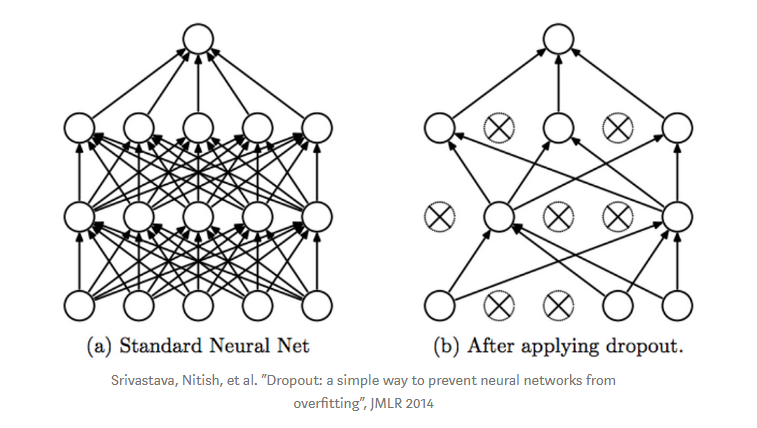 (a) Standard Neural Net
(b) After applying dropout.
Srivastava, Nitish, et al. ”Dropout: a simple way to prevent neural networks from
overfitting”, JMLR 2014